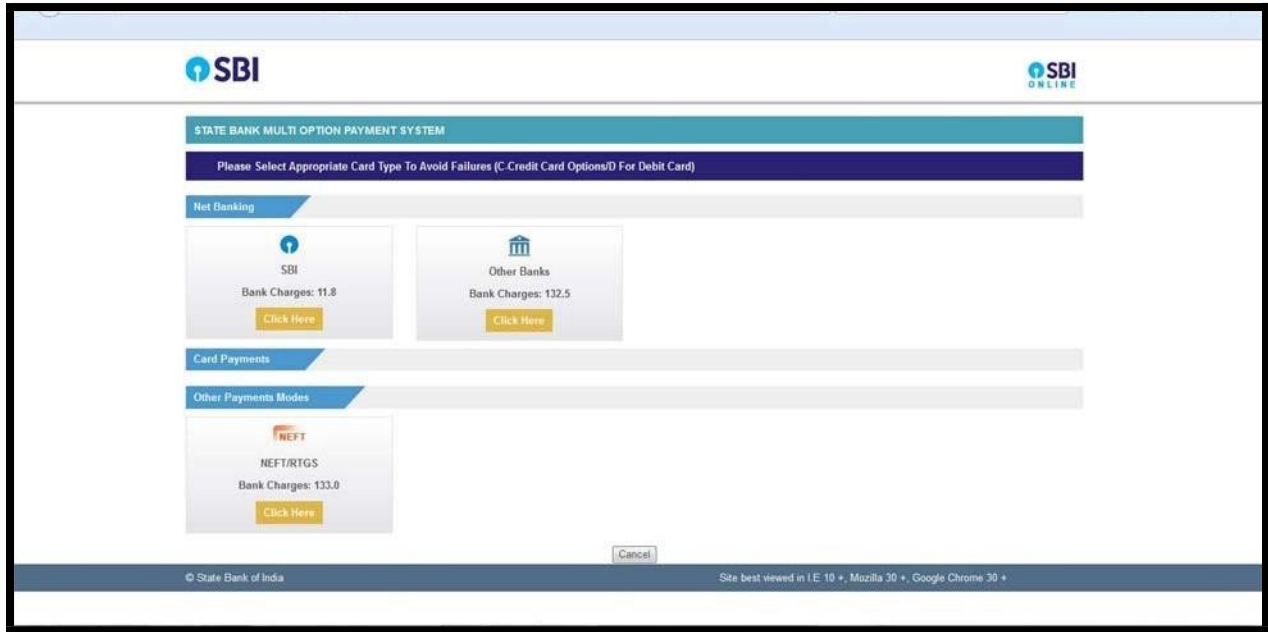 SBI
SBI
ONLINE
STATE BANK MULTI OPTION PAYMENT SYSTEM
Please Select Appropriate Card Type To Avoid Failures (C-Credit Card Options/D For Debit Card)
Net Banking
SBI
Bank Charges: 11.8
Click Here
Other Banks
Bank Charges: 132.5
Click Here
Card Payments
Other Payments Modes
NEFT
NEFT/RTGS
Bank Charges: 133.0
Click Here
Cancel
© State Bank of India
Site best viewed in I.E 10 +, Mozilla 30 +, Google Chrome 30 +